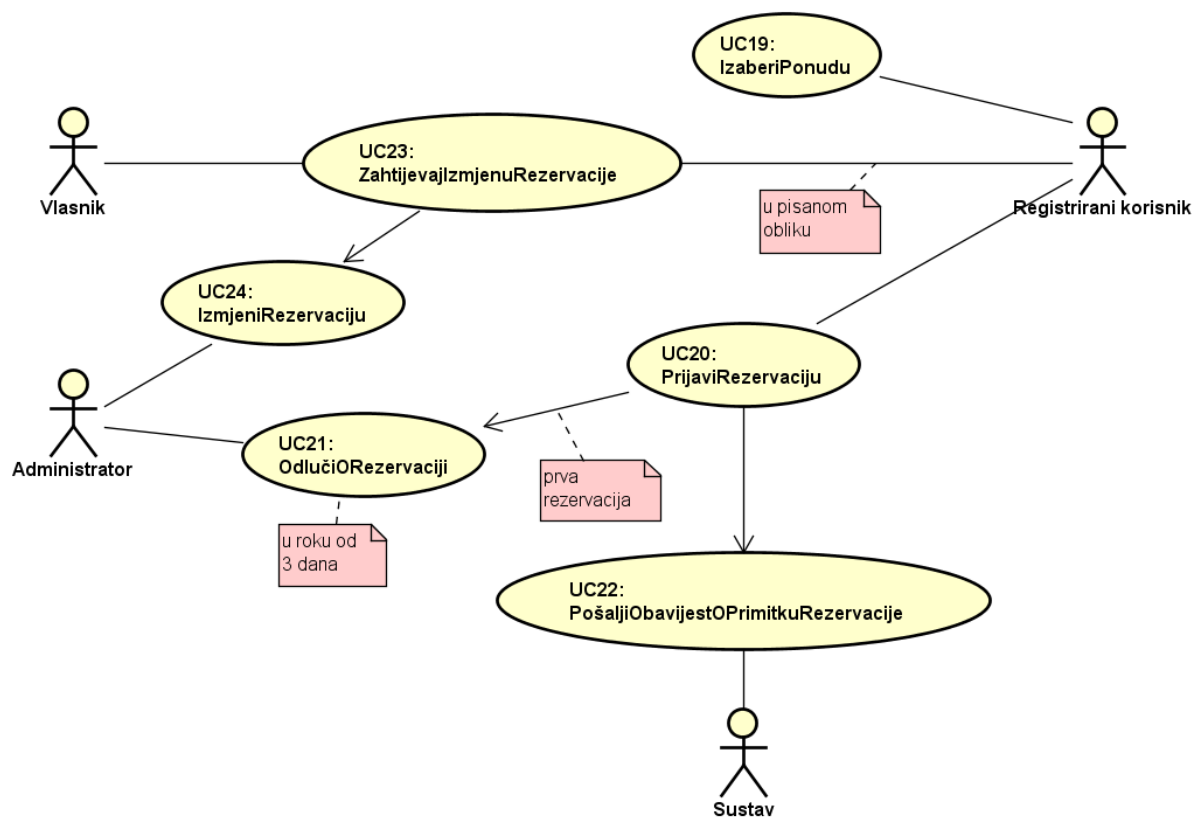 UC19:
IzaberiPonudu
UC23:
ZahtijevajIzmjenuRezervacije
Vlasnik
u pisanom
obliku
Registrirani korisnik
UC24:
IzmjeniRezervaciju
UC20:
PrijaviRezervaciju
Administrator
UC21:
OdlučiORezervaciji
prva
rezervacija
u roku od
3 dana
UC22:
PošaljiObavijestOPrimitkuRezervacije
Sustav